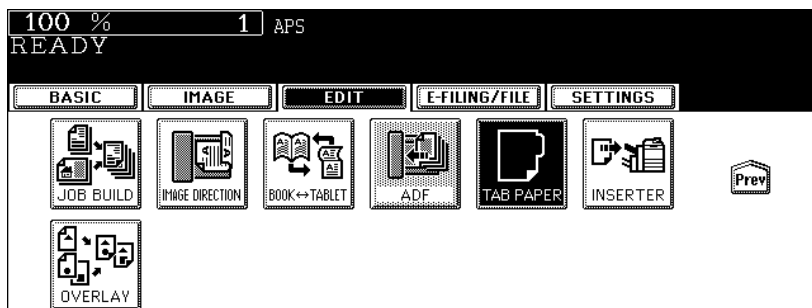 100 % 1 APS
READY
BASIC IMAGE EDIT E-FILING/FILE SETTINGS
JOB BUILD IMAGE DIRECTION BOOK↔TABLET ADF TAB PAPER INSERTER Prev
OVERLAY